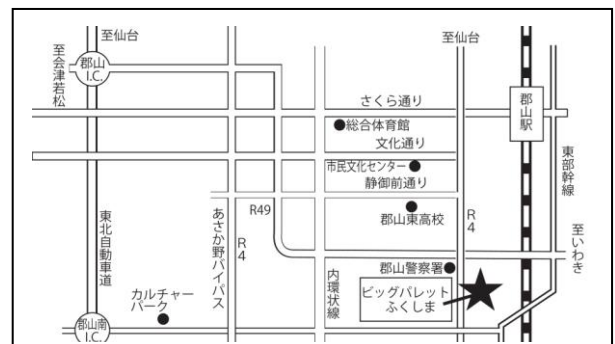 至仙台
至仙台
至会津若松
郡山
I.C.
さくら通り
郡山駅
総合体育館
文化通り
東部幹線
市民文化センター
静御前通り
R49
郡山東高校
R4
東北自動車道
あさか野バイパス
R4
内環状線
至いわき
郡山警察署
カルチャー
パーク
ビッグパレット
ふくしま
郡山南
I.C.